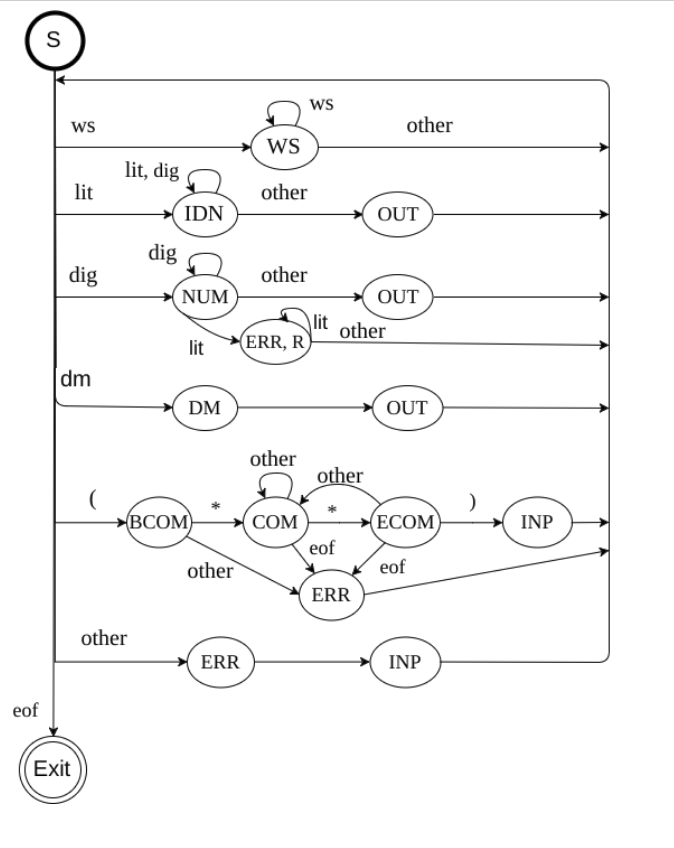 S
ws
ws
WS
other
lit, dig
lit
IDN
other
OUT
dig
dig
NUM
other
OUT
lit
ERR, R
lit
other
dm
DM
OUT
other
other
(
BCOM
*
COM
*
ECOM
)
INP
eof
eof
other
ERR
other
ERR
INP
eof
Exit